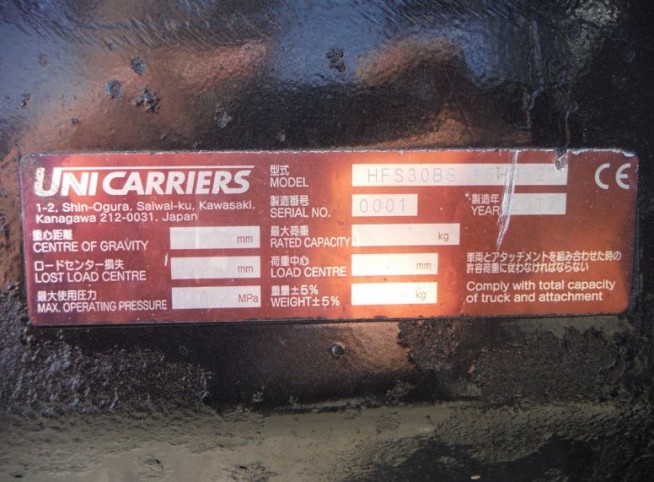 UNICARRIERS
1-2, Shin-Ogura, Saiwai-ku, Kawasaki,
Kanagawa 212-0031, Japan
型式
MODEL
製造番号
SERIAL NO. 0001
製造年
YEAR
重心距離
CENTRE OF GRAVITY mm
最大荷重
RATED CAPACITY kg
ロードセンター損失
LOST LOAD CENTRE mm
荷重中心
LOAD CENTRE mm
最大使用圧力
MAX. OPERATING PRESSURE MPa
重量±5%
WEIGHT±5% kg
CE
車両とアタッチメントを組み合わせた時の
許容荷重に従わなければならない
Comply with total capacity
of truck and attachment